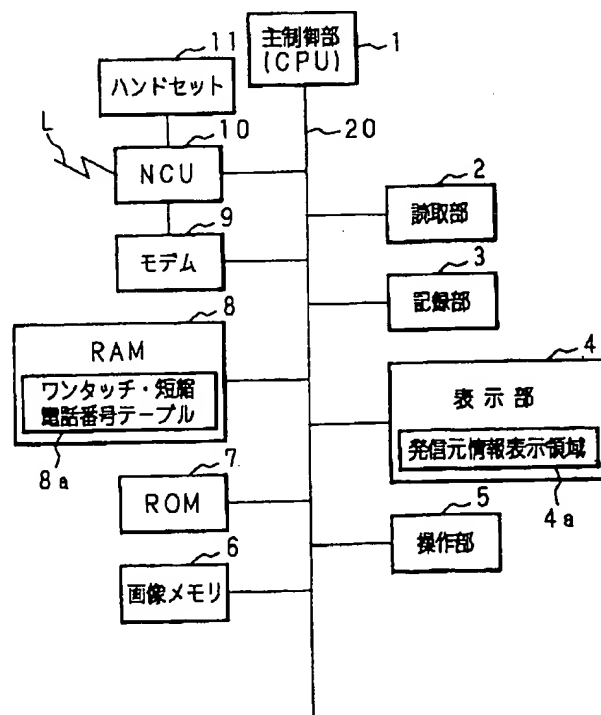 11
主制御部
(CPU)
1
ハンドセット
L
10
20
NCU
2
読取部
9
モデム
3
記録部
8
RAM
ワンタッチ・短縮
電話番号テーブル
8a
4
表示部
発信元情報表示領域
4a
7
ROM
5
操作部
6
画像メモリ